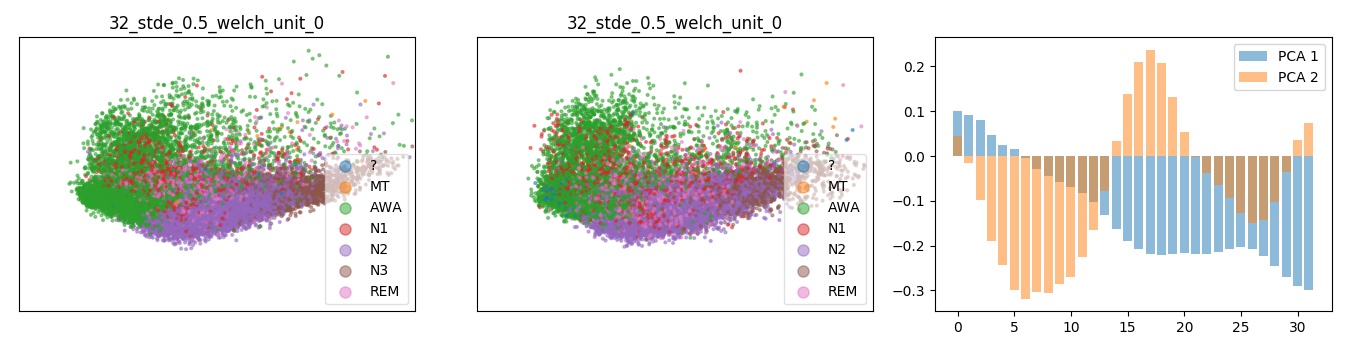 32_stde_0.5_welch_unit_0
?
MT
AWA
N1
N2
N3
REM
32_stde_0.5_welch_unit_0
?
MT
AWA
N1
N2
N3
REM
PCA 1
PCA 2
0.2
0.1
0.0
−0.1
−0.2
−0.3
0 5 10 15 20 25 30